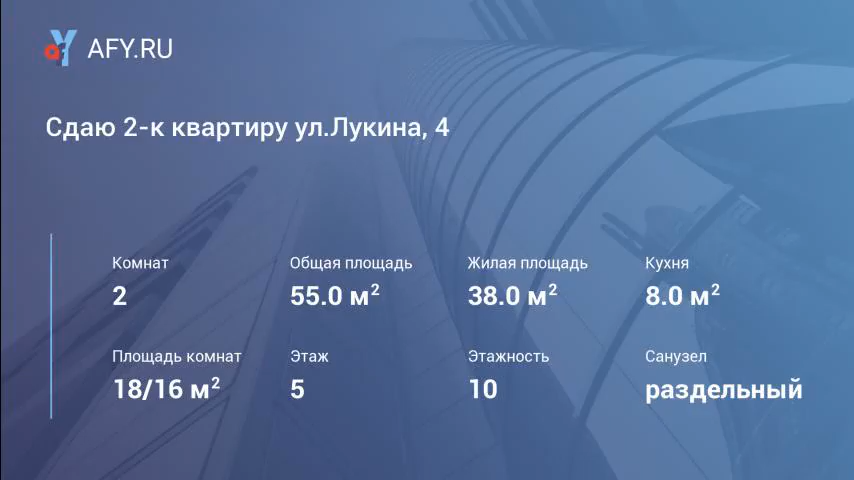 AFY.RU
Сдаю 2-к квартиру ул.Лукина, 4
Комнат
2
Общая площадь
55.0 м²
Жилая площадь
38.0 м²
Кухня
8.0 м²
Площадь комнат
18/16 м²
Этаж
5
Этажность
10
Санузел
раздельный